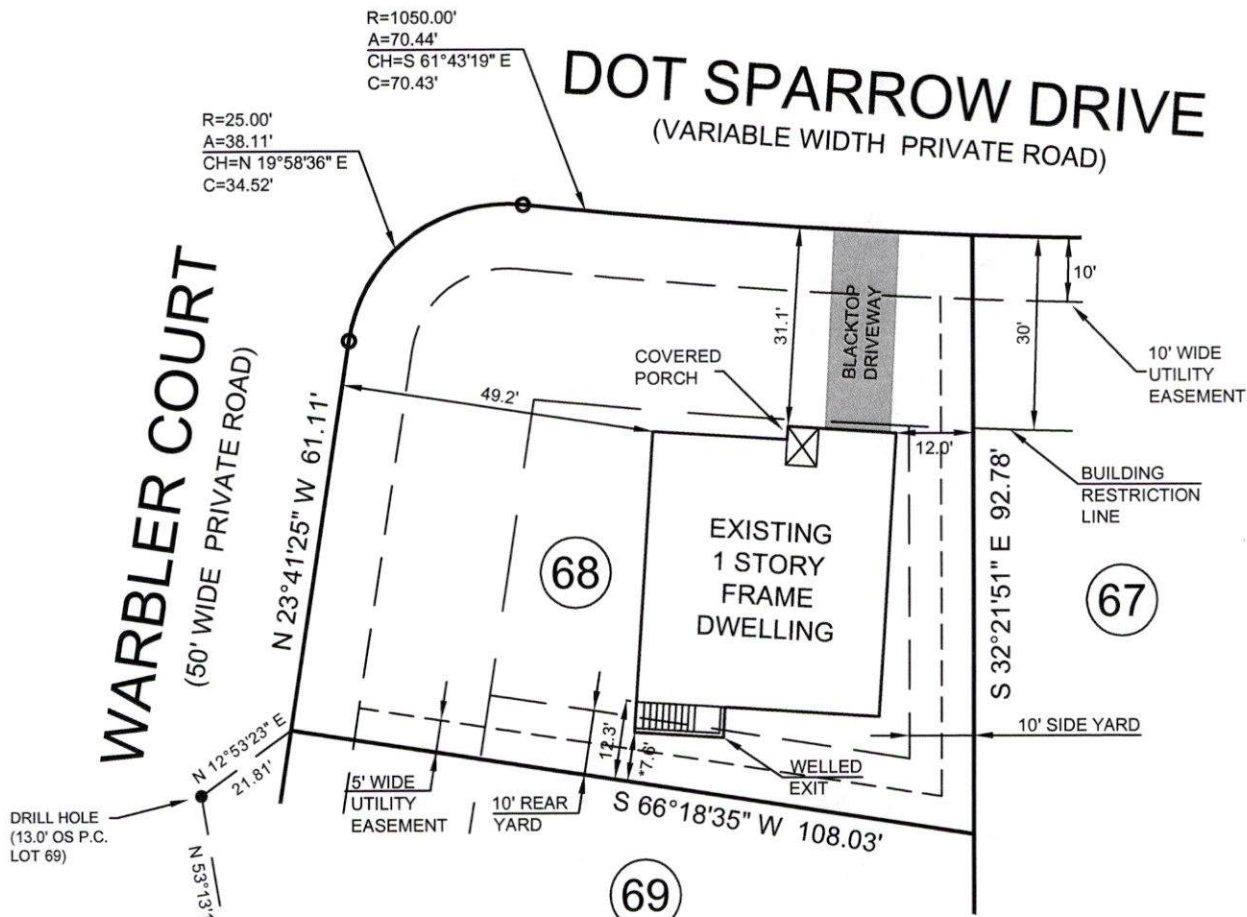 R=1050.00'
A=70.44'
CH=S 61°43'19" E
C=70.43'
DOT SPARROW DRIVE
(VARIABLE WIDTH PRIVATE ROAD)
R=25.00'
A=38.11'
CH=N 19°58'36" E
C=34.52'
WARBLER COURT
(50' WIDE PRIVATE ROAD)
N 23°41'25" W 61.11'
49.2'
COVERED
PORCH
31.1'
BLACKTOP
DRIVEWAY
30'
10'
10' WIDE
UTILITY
EASEMENT
12.0'
BUILDING
RESTRICTION
LINE
S 32°21'51" E 92.78'
68
EXISTING
1 STORY
FRAME
DWELLING
67
10' SIDE YARD
12.3'
*7.6'
WELLED
EXIT
N 12°53'23" E
21.81'
DRILL HOLE
(13.0' OS P.C.
LOT 69)
5' WIDE
UTILITY
EASEMENT
10' REAR
YARD
S 66°18'35" W 108.03'
N 53°13'
69